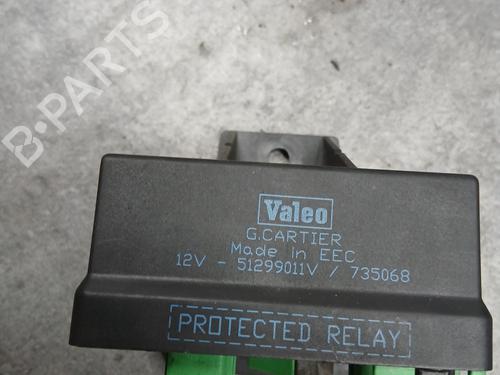 B-PARTS
Valeo
G.CARTIER
Made in EEC
12V - 51299011V / 735068
PROTECTED RELAY